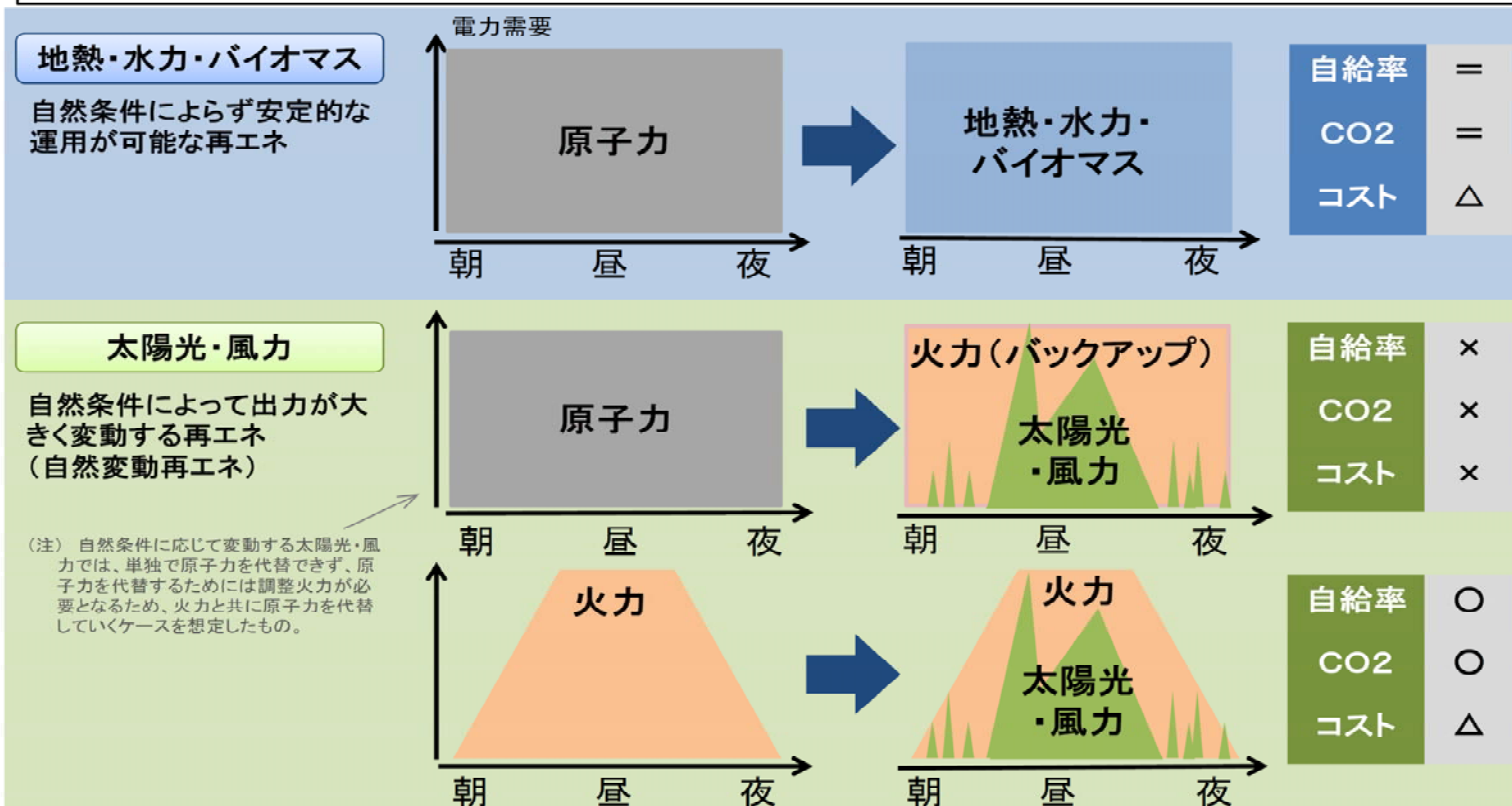 電力需要
地熱・水力・バイオマス
自然条件によらず安定的な
運用が可能な再エネ
原子力
朝 昼 夜
地熱・水力・
バイオマス
朝 昼 夜
自給率 =
CO2 =
コスト △
太陽光・風力
自然条件によって出力が大
きく変動する再エネ
(自然変動再エネ)
(注) 自然条件に応じて変動する太陽光・風
力では、単独で原子力を代替できず、原
子力を代替するためには調整火力が必
要となるため、火力と共に原子力を代替
していくケースを想定したもの。
原子力
朝 昼 夜
火力(バックアップ)
太陽光
・風力
朝 昼 夜
自給率 ×
CO2 ×
コスト ×
火力
朝 昼 夜
火力
太陽光
・風力
朝 昼 夜
自給率 ○
CO2 ○
コスト △